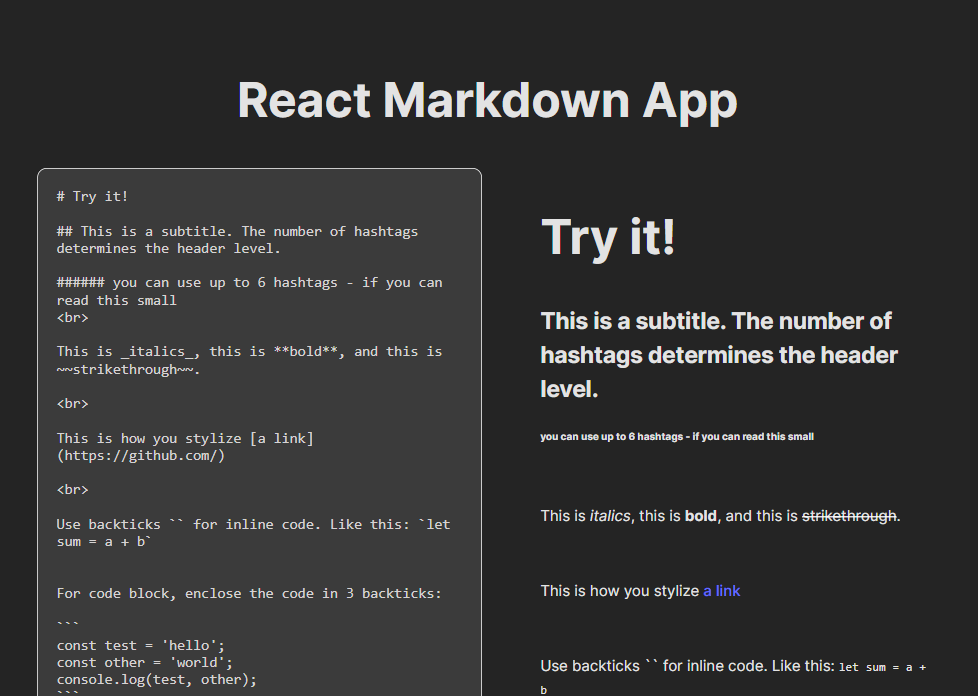 React Markdown App
# Try it!
## This is a subtitle. The number of hashtags
determines the header level.
###### you can use up to 6 hashtags - if you can
read this small
<br>
This is _italics_, this is **bold**, and this is
~~strikethrough~~.
<br>
This is how you stylize [a link]
(https://github.com/)
<br>
Use backticks `` for inline code. Like this: `let
sum = a + b`
For code block, enclose the code in 3 backticks:
```
const test = 'hello';
const other = 'world';
console.log(test, other);
```
Try it!
This is a subtitle. The number of
hashtags determines the header
level.
you can use up to 6 hashtags - if you can read this small
This is italics, this is bold, and this is strikethrough.
This is how you stylize a link
Use backticks `` for inline code. Like this: let sum = a +
b